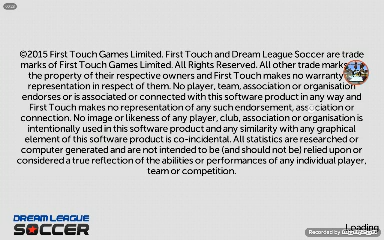 ©2015 First Touch Games Limited. First Touch and Dream League Soccer are trade
marks of First Touch Games Limited. All Rights Reserved. All other trade marks
the property of their respective owners and First Touch makes no warranty
representation in respect of them. No player, team, association or organisation
endorses or is associated or connected with this software product in any way and
First Touch makes no representation of any such endorsement, association or
connection. No image or likeness of any player, club, association or organisation is
intentionally used in this software product and any similarity with any graphical
element of this software product is co-incidental. All statistics are researched or
computer generated and are not intended to be (and should not be) relied upon or
considered a true reflection of the abilities or performances of any individual player,
team or competition.
DREAM LEAGUE
SOCCER
Loading
Recorded by